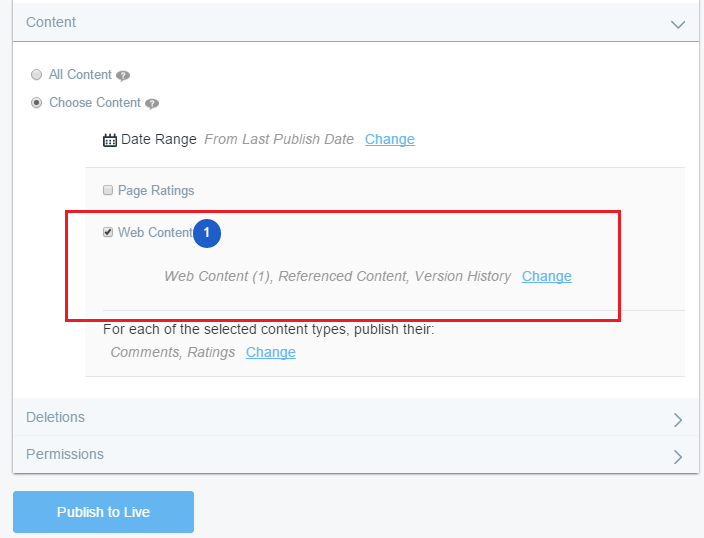 Content
All Content ?
Choose Content ?
Date Range From Last Publish Date Change
Page Ratings
Web Content 1
Web Content (1), Referenced Content, Version History Change
For each of the selected content types, publish their:
Comments, Ratings Change
Deletions
Permissions
Publish to Live